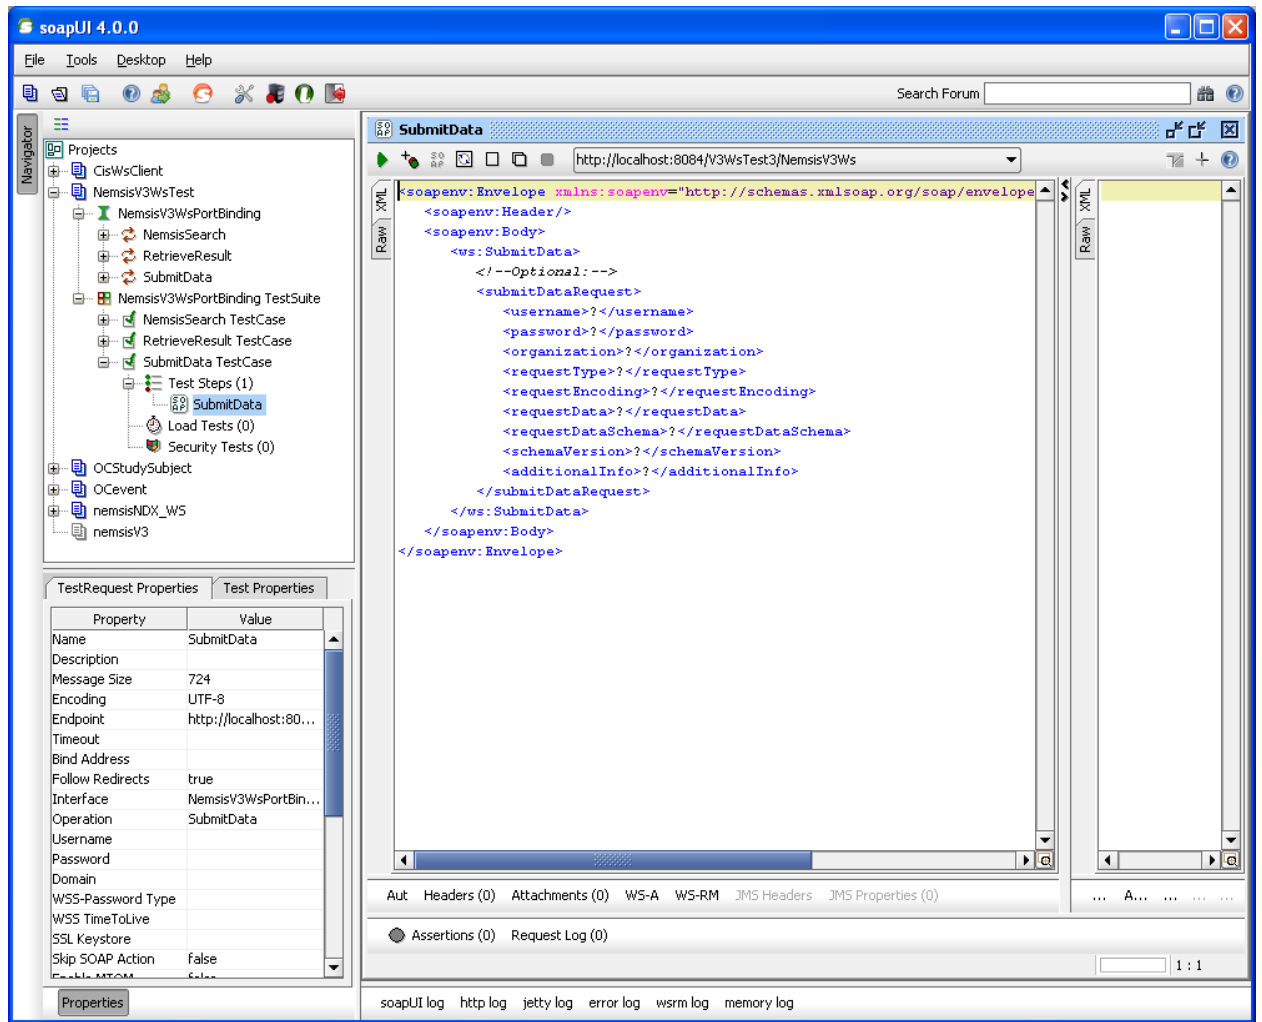 soapUI 4.0.0
File Tools Desktop Help
Search Forum
Navigator
Projects
CisWsClient
NemsisV3WsTest
NemsisV3WsPortBinding
NemsisSearch
RetrieveResult
SubmitData
NemsisV3WsPortBinding TestSuite
NemsisSearch TestCase
RetrieveResult TestCase
SubmitData TestCase
Test Steps (1)
SubmitData
Load Tests (0)
Security Tests (0)
OCStudySubject
OCevent
nemsisNDX_WS
nemsisV3
TestRequest Properties Test Properties
Property Value
Name SubmitData
Description
Message Size 724
Encoding UTF-8
Endpoint http://localhost:80...
Timeout
Bind Address
Follow Redirects true
Interface NemsisV3WsPortBin...
Operation SubmitData
Username
Password
Domain
WSS-Password Type
WSS TimeToLive
SSL Keystore
Skip SOAP Action false
Enable MTOM false
Properties
SubmitData
http://localhost:8084/V3WsTest3/NemsisV3Ws
XML
Raw
<soapenv:Envelope xmlns:soapenv="http://schemas.xmlsoap.org/soap/envelope
<soapenv:Header/>
<soapenv:Body>
<ws:SubmitData>
<!--Optional:-->
<submitDataRequest>
<username>?</username>
<password>?</password>
<organization>?</organization>
<requestType>?</requestType>
<requestEncoding>?</requestEncoding>
<requestData>?</requestData>
<requestDataSchema>?</requestDataSchema>
<schemaVersion>?</schemaVersion>
<additionalInfo>?</additionalInfo>
</submitDataRequest>
</ws:SubmitData>
</soapenv:Body>
</soapenv:Envelope>
XML
Raw
Aut Headers (0) Attachments (0) WS-A WS-RM JMS Headers JMS Properties (0)
... A... ... ... ...
Assertions (0) Request Log (0)
1 : 1
soapUI log http log jetty log error log wsrm log memory log